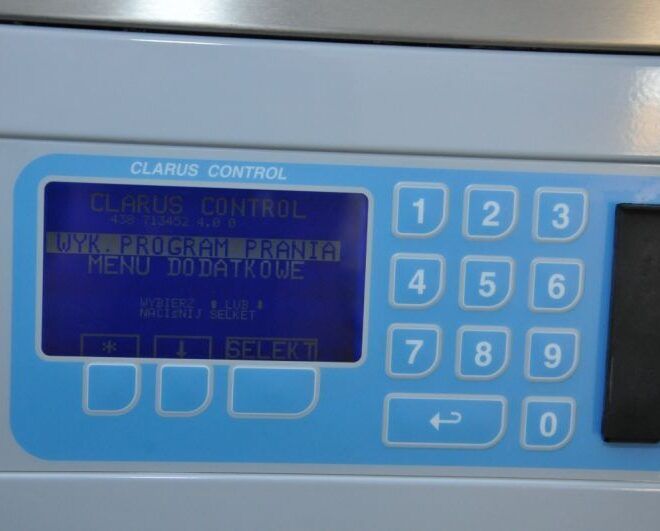 CLARUS CONTROL
CLARUS CONTROL
438 713452 4.0 0
WYK.PROGRAM PRANIA
MENU DODATKOWE
WYBIERZ LUB
NACIśNIJ SELKET
* ↓ SELEKT
1 2 3
4 5 6
7 8 9
0